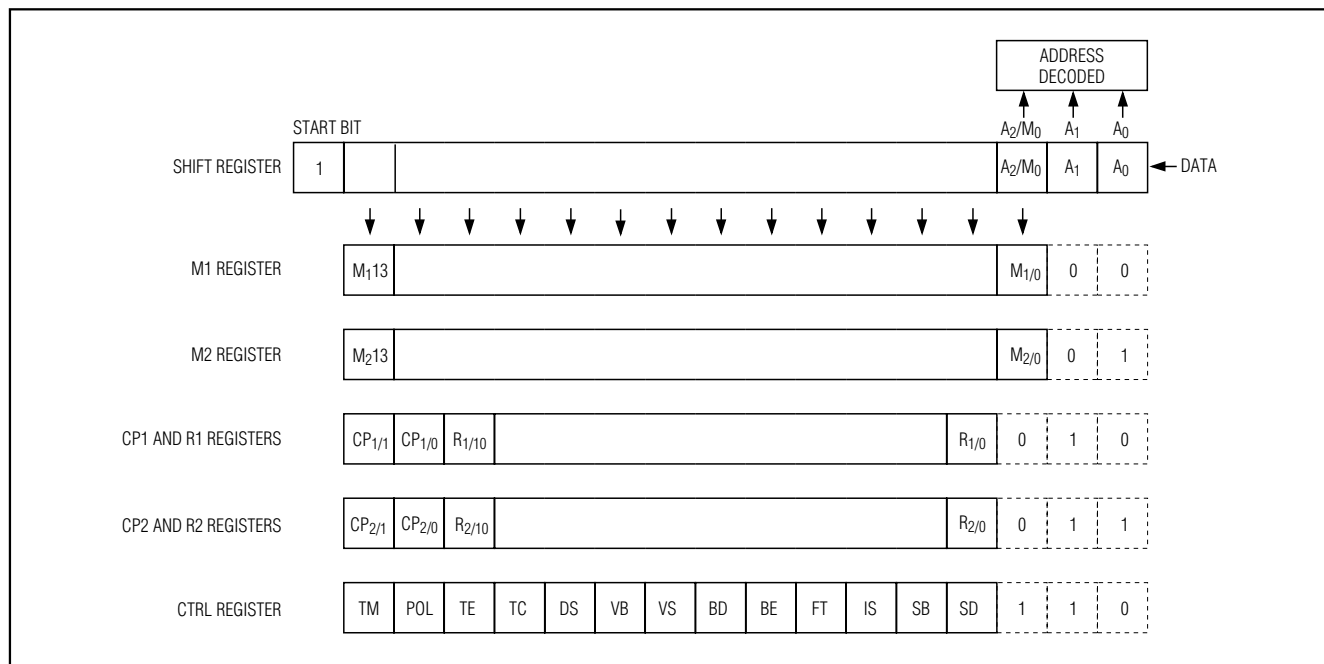 ADDRESS
DECODED
START BIT
A2/M0 A1 A0
SHIFT REGISTER 1 A2/M0 A1 A0 DATA
M1 REGISTER M113 M1/0 0 0
M2 REGISTER M213 M2/0 0 1
CP1 AND R1 REGISTERS CP1/1 CP1/0 R1/10 R1/0 0 1 0
CP2 AND R2 REGISTERS CP2/1 CP2/0 R2/10 R2/0 0 1 1
CTRL REGISTER TM POL TE TC DS VB VS BD BE FT IS SB SD 1 1 0